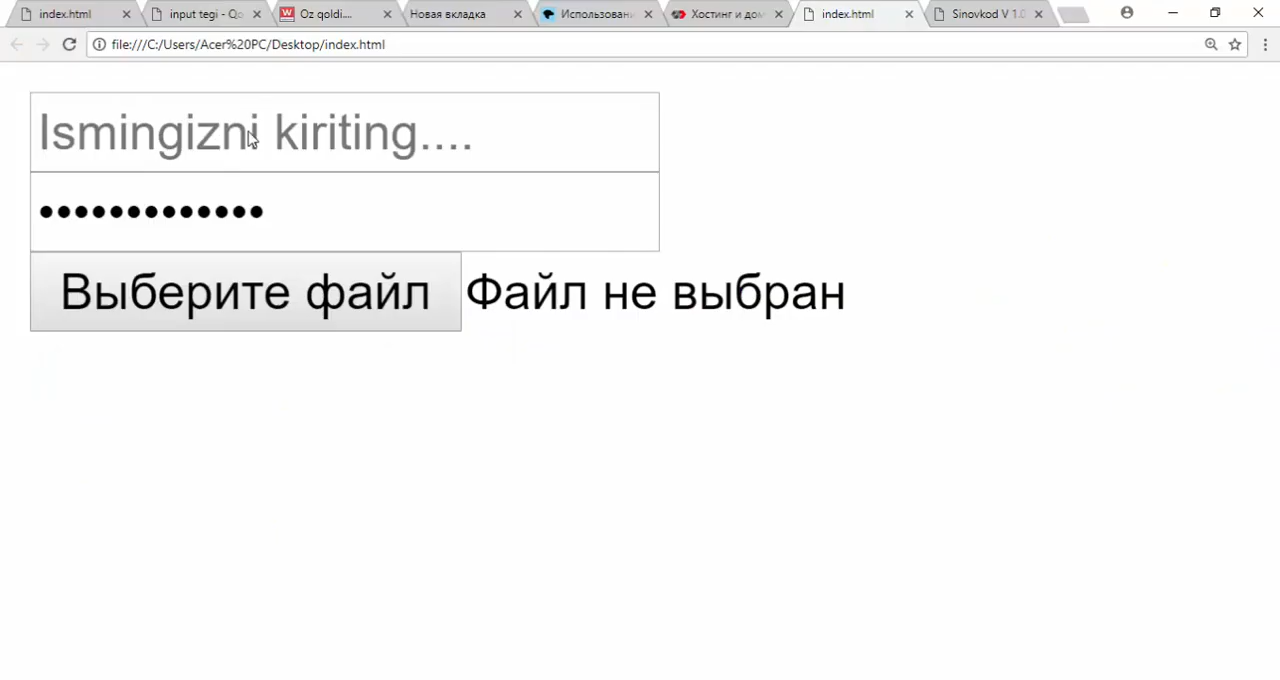 index.html
input tegi - Qo
Oz qoldi....
Новая вкладка
Использовани
Хостинг и дом
index.html
Sinovkod V 1.0
file:///C:/Users/Acer%20PC/Desktop/index.html
Ismingizni kiriting....
•••••••••••••
Выберите файл Файл не выбран